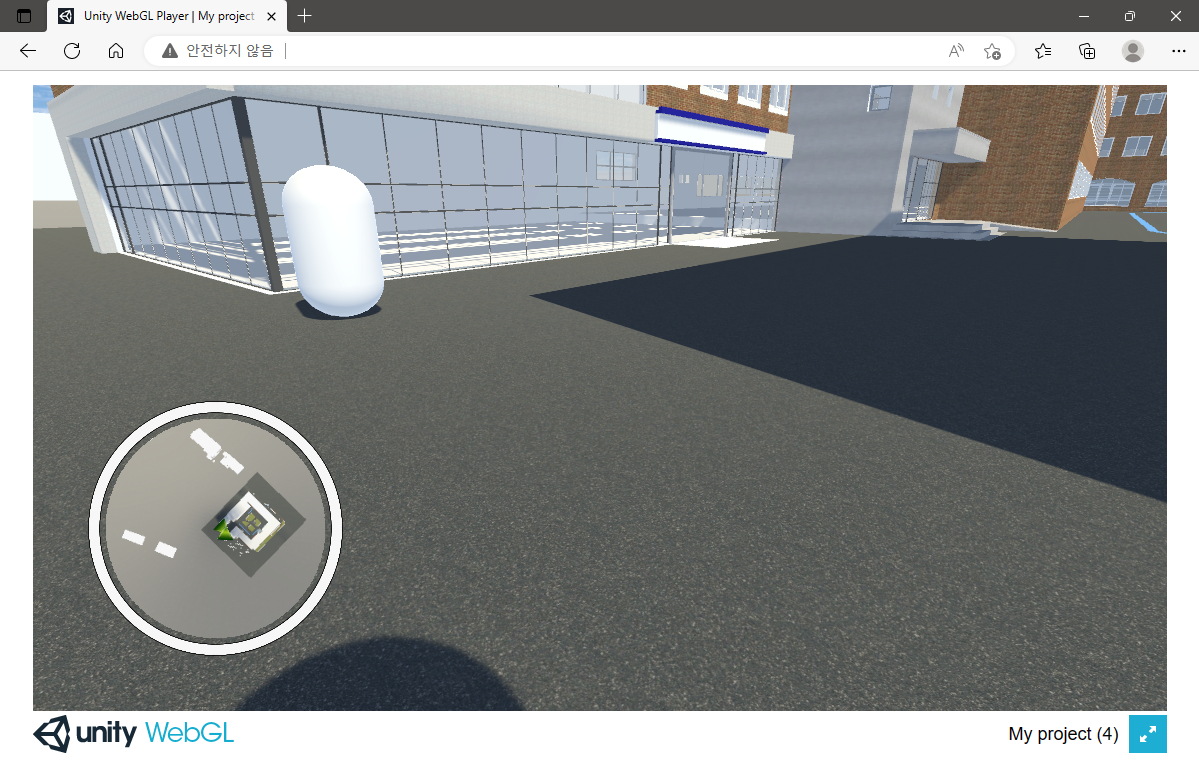 Unity WebGL Player | My project
안전하지 않음
unity WebGL
My project (4)